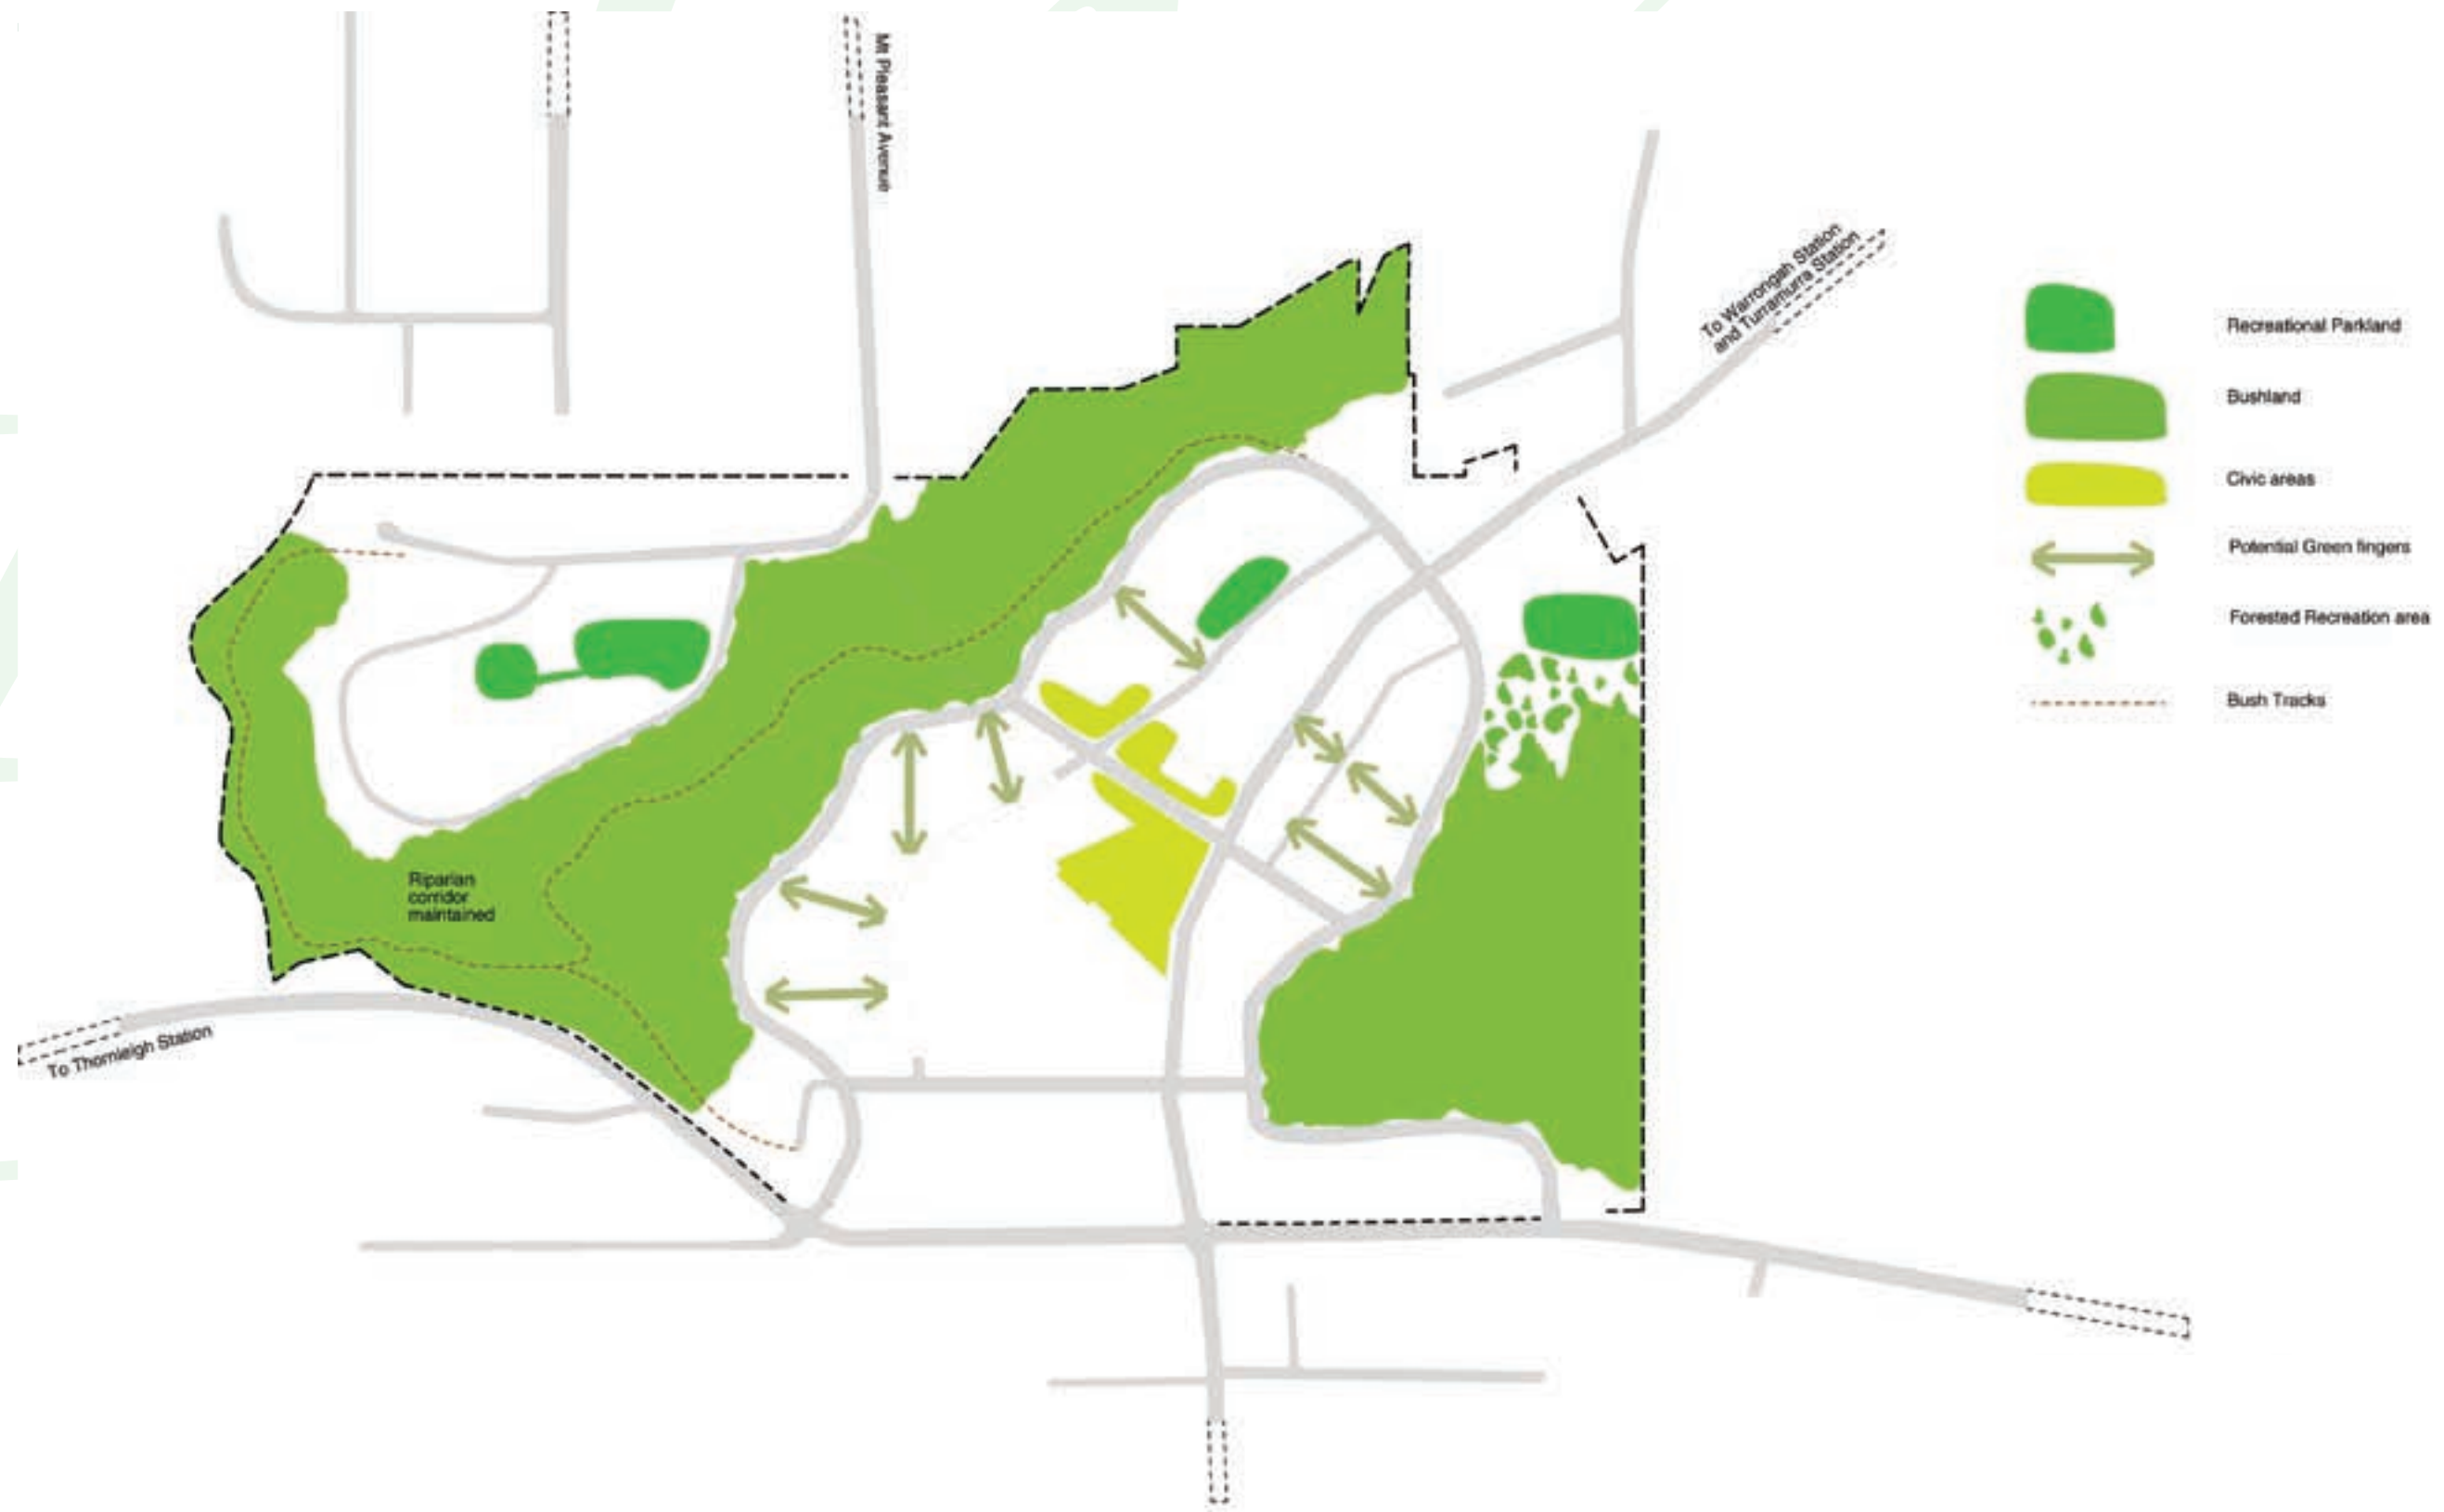 Mt Pleasant Avenue
To Warrongah Station
and Turramurra Station
Recreational Parkland
Bushland
Civic areas
Potential Green fingers
Forested Recreation area
Bush Tracks
Riparian
corridor
maintained
To Thornleigh Station